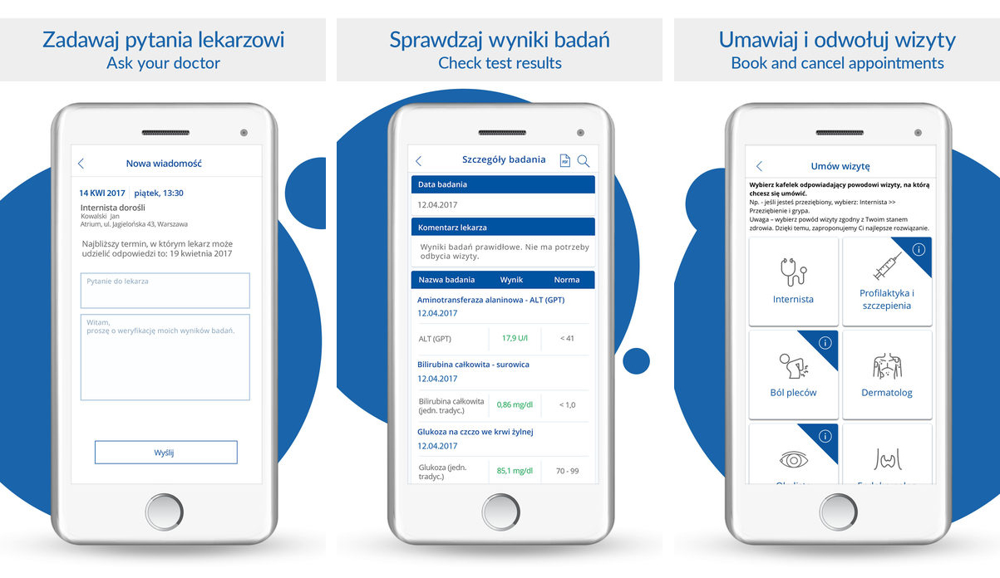 Zadawaj pytania lekarzowi
Ask your doctor
Nowa wiadomość
14 KWI 2017 piątek, 13:30
Internista dorośli
Kowalski Jan
Atrium, ul. Jagielońska 43, Warszawa
Najbliższy termin, w którym lekarz może
udzielić odpowiedzi to: 19 kwietnia 2017
Pytanie do lekarza
Witam,
proszę o weryfikację moich wyników badań.
Wyślij
Sprawdzaj wyniki badań
Check test results
Szczegóły badania
PDF
Data badania
12.04.2017
Komentarz lekarza
Wyniki badań prawidłowe. Nie ma potrzeby
odbycia wizyty.
Nazwa badania Wynik Norma
Aminotransferaza alaninowa - ALT (GPT)
12.04.2017
ALT (GPT) 17,9 U/l < 41
Bilirubina całkowita - surowica
12.04.2017
Bilirubina całkowita
(jedn. tradyc.) 0,86 mg/dl < 1,0
Glukoza na czczo we krwi żylnej
12.04.2017
Glukoza (jedn.
tradyc.) 85,1 mg/dl 70 - 99
Umawiaj i odwołuj wizyty
Book and cancel appointments
Umów wizytę
Wybierz kafelek odpowiadający powodowi wizyty, na którą
chcesz się umówić.
Np. - jeśli jesteś przeziębiony, wybierz: Internista >>
Przeziębienie i grypa.
Uwaga – wybierz powód wizyty zgodny z Twoim stanem
zdrowia. Dzięki temu, zaproponujemy Ci najlepsze rozwiązanie.
Internista
Profilaktyka i
szczepienia
Ból pleców
Dermatolog